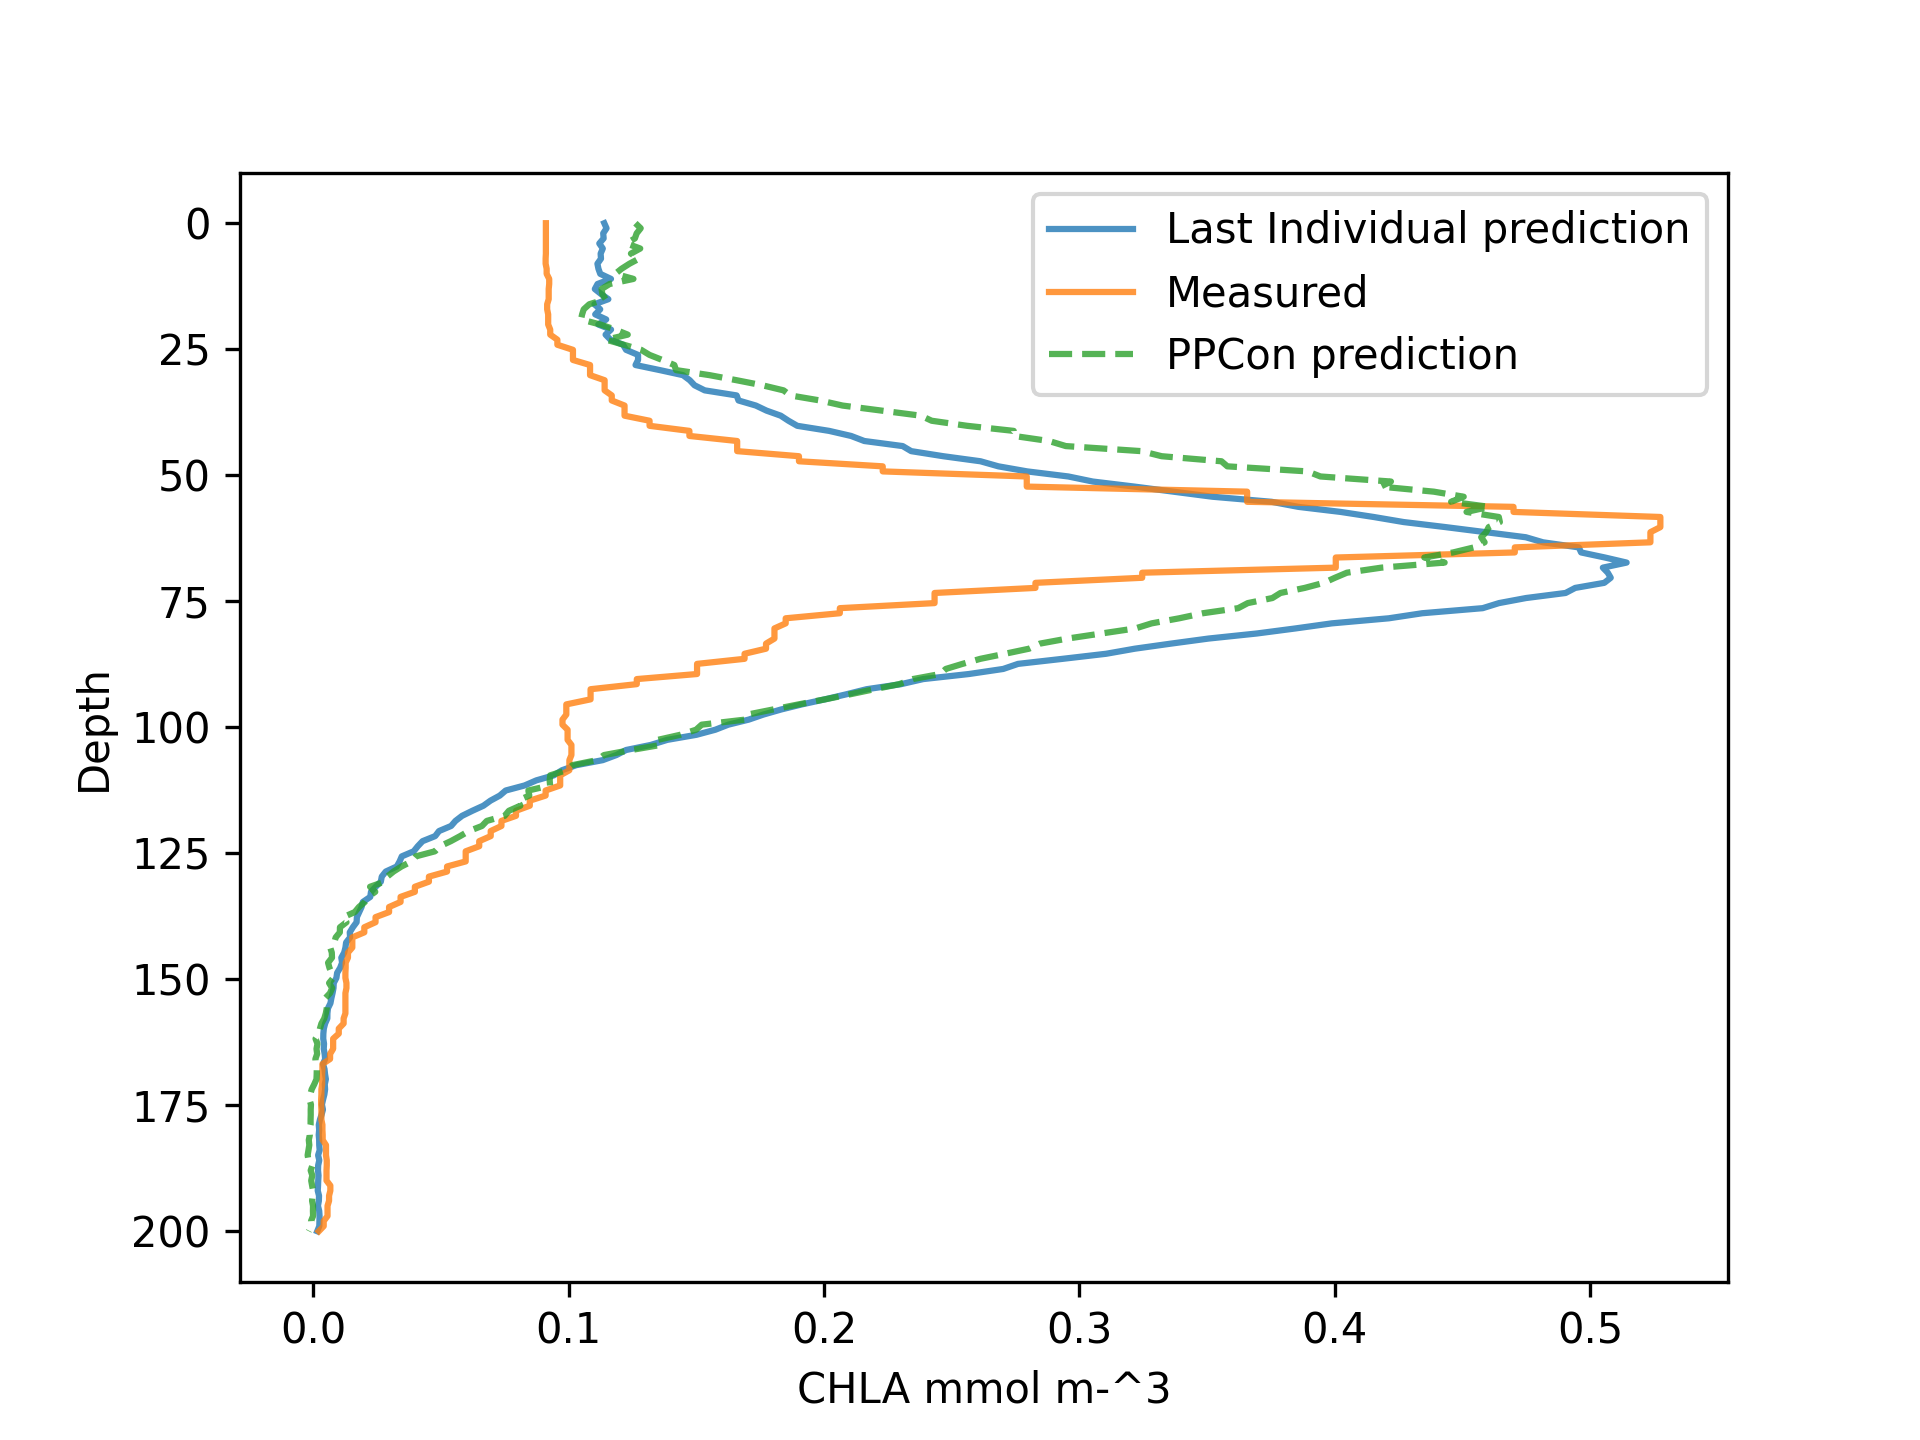 Last Individual prediction
Measured
PPCon prediction
0
25
50
75
100
125
150
175
200
Depth
0.0 0.1 0.2 0.3 0.4 0.5
CHLA mmol m-^3